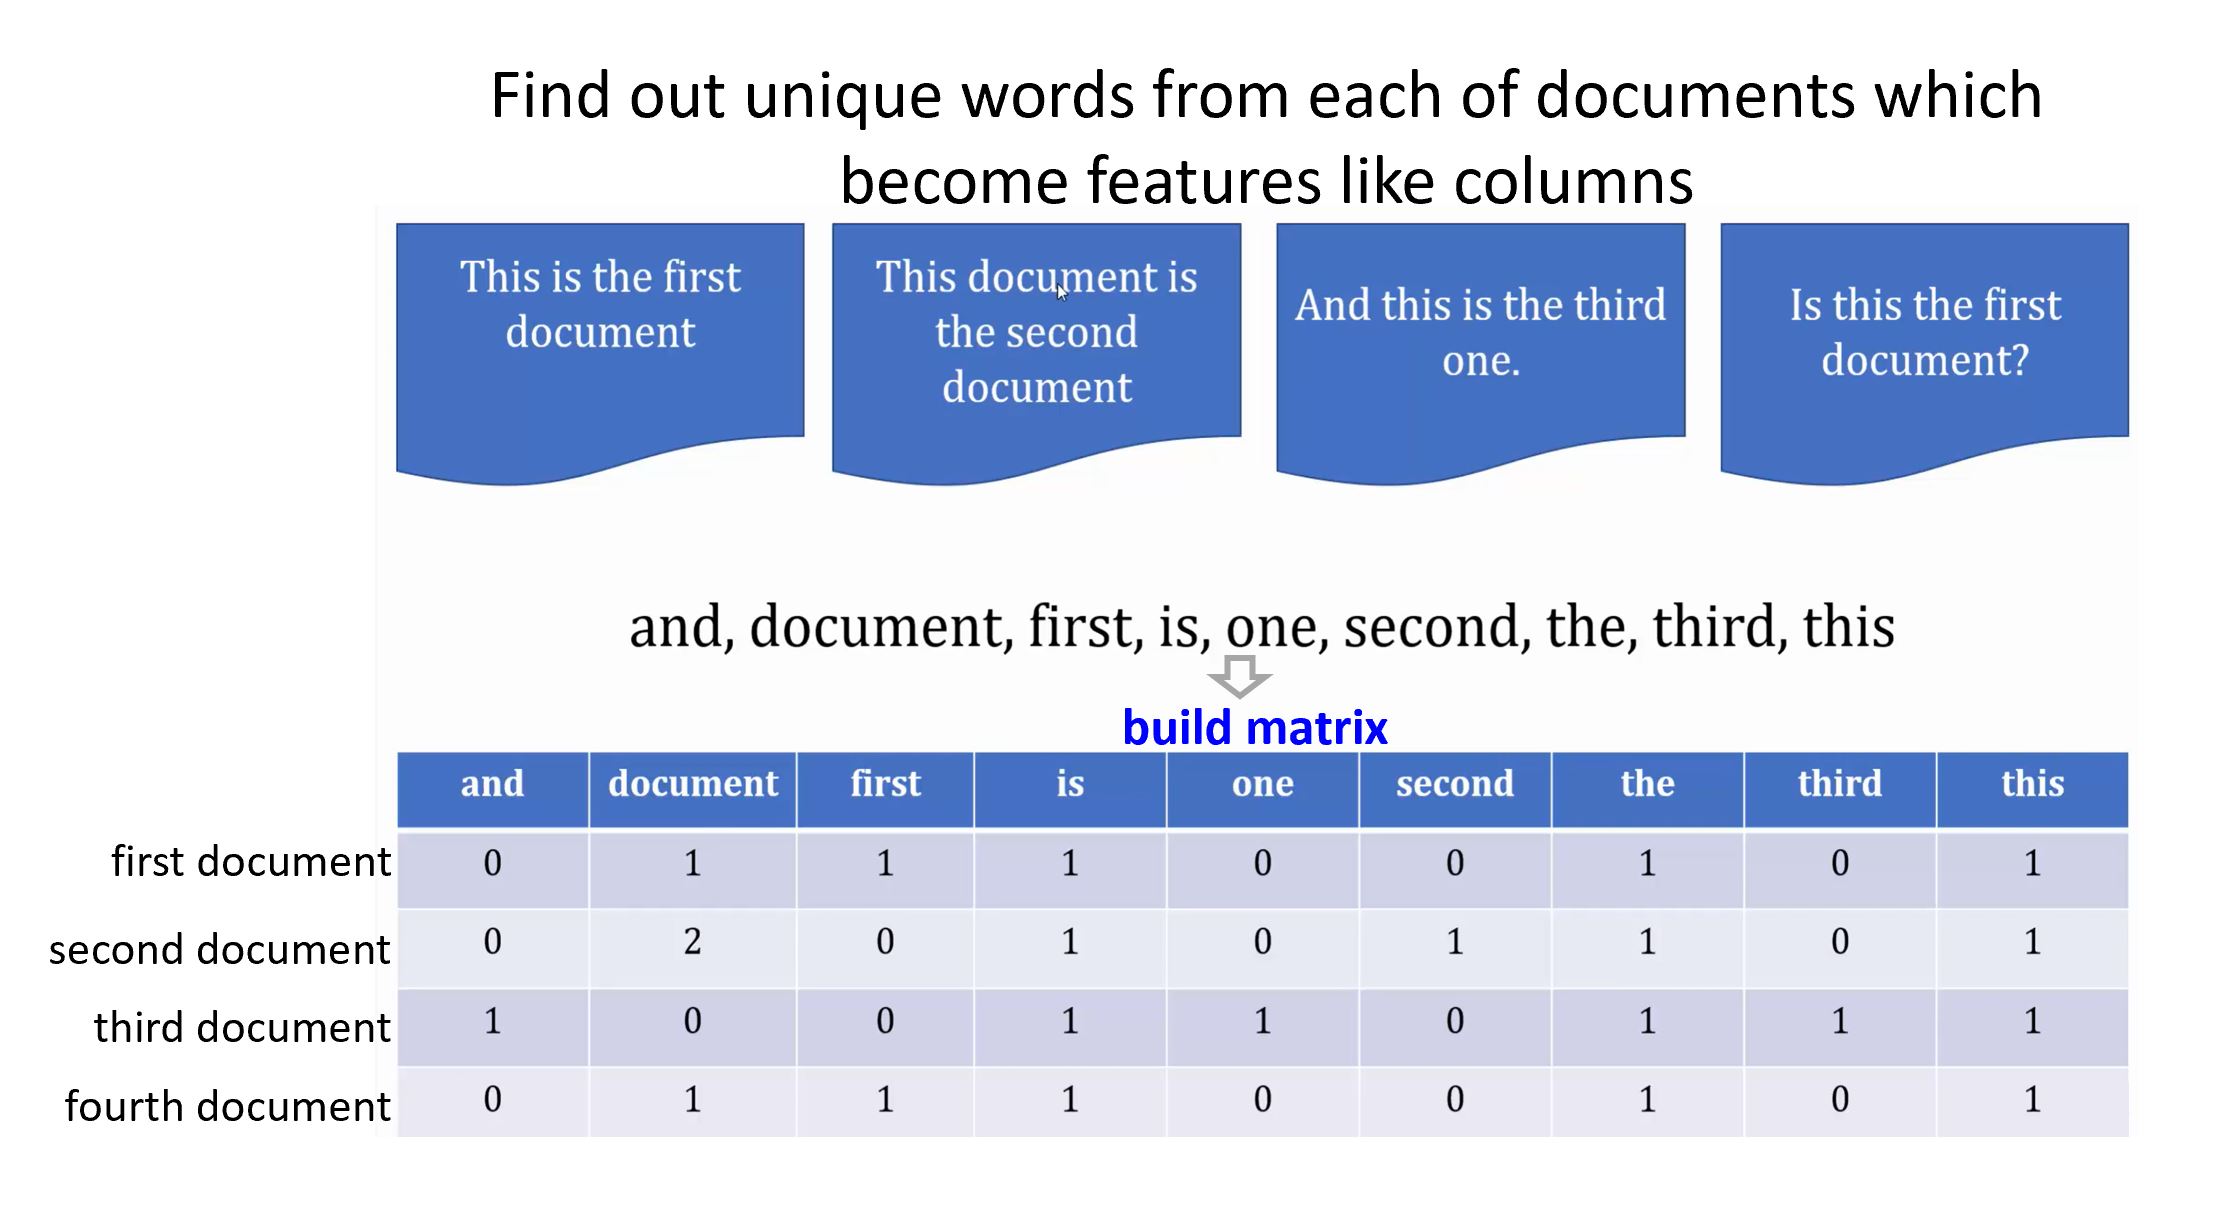 Find out unique words from each of documents which
become features like columns
This is the first
document
This document is
the second
document
And this is the third
one.
Is this the first
document?
and, document, first, is, one, second, the, third, this
build matrix
and document first is one second the third this
first document 0 1 1 1 0 0 1 0 1
second document 0 2 0 1 0 1 1 0 1
third document 1 0 0 1 1 0 1 1 1
fourth document 0 1 1 1 0 0 1 0 1